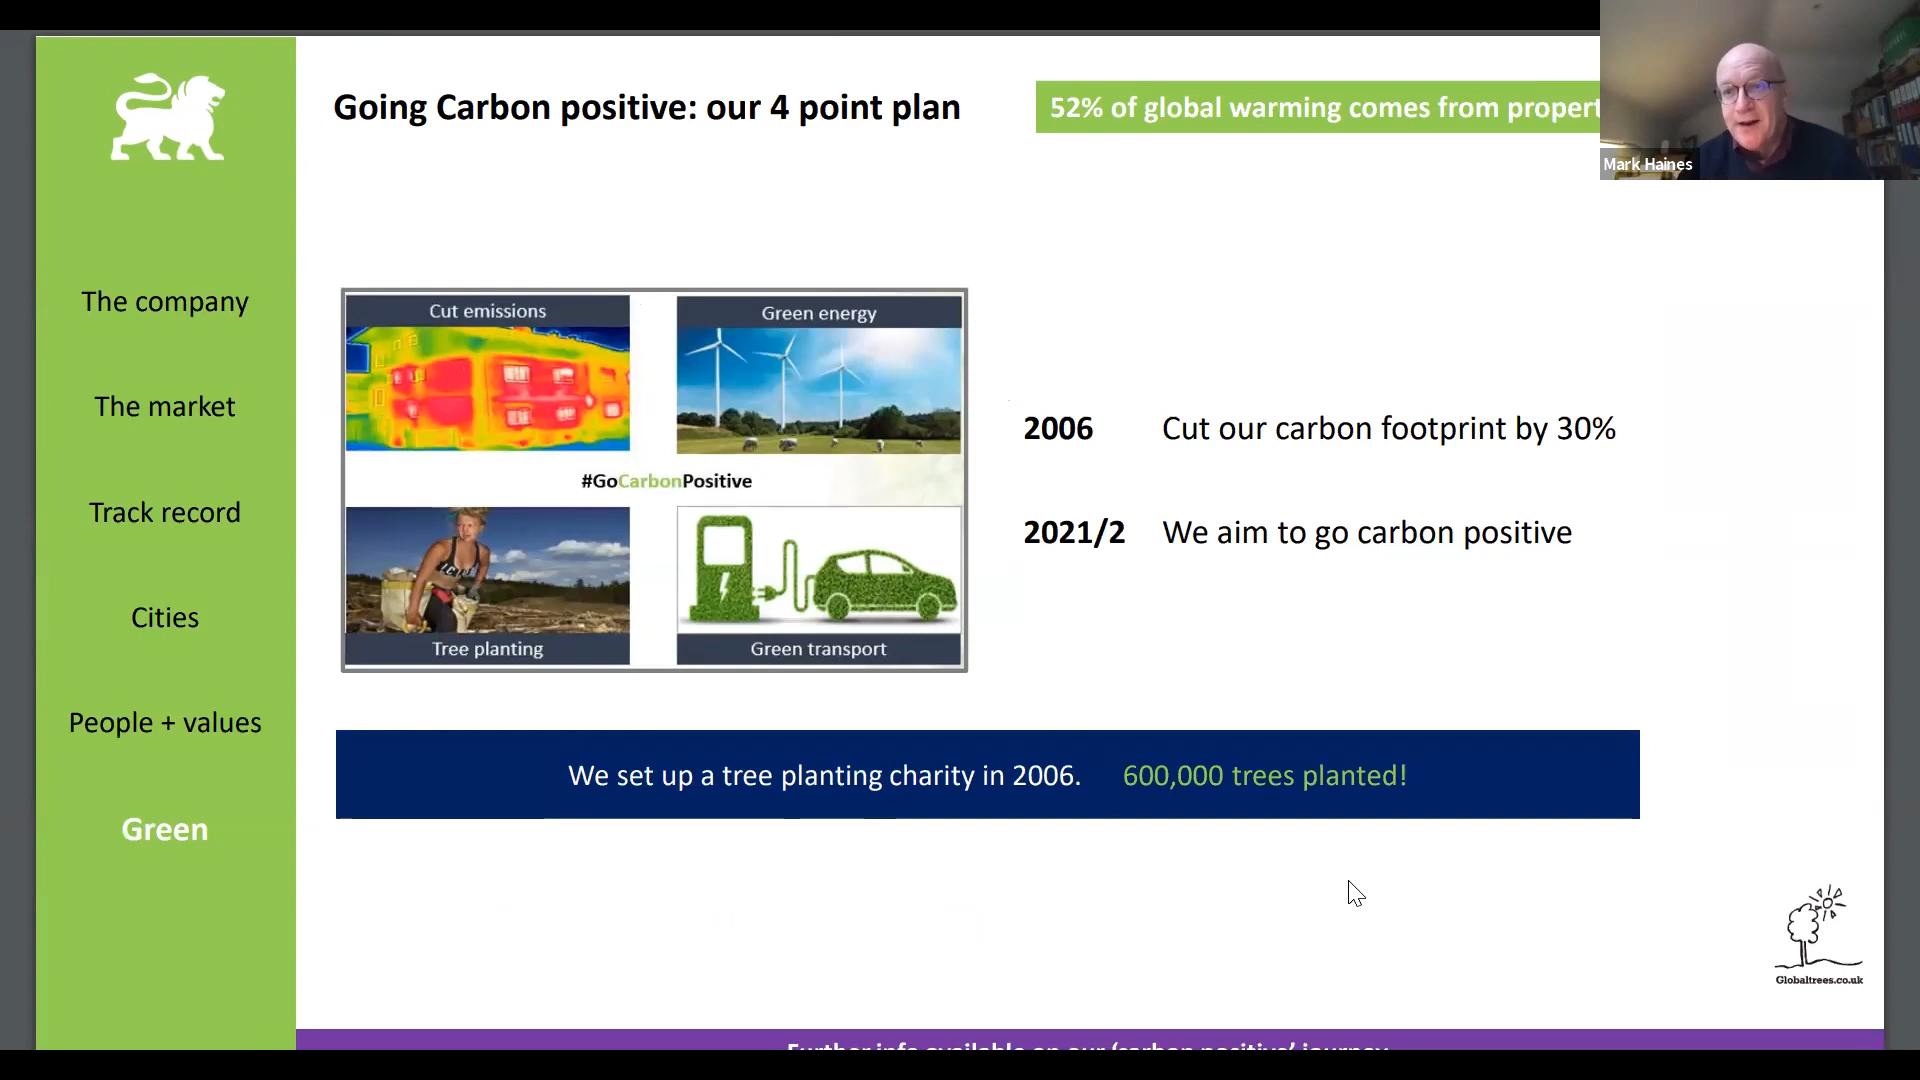 Going Carbon positive: our 4 point plan
52% of global warming comes from propert
Mark Haines
The company
The market
Track record
Cities
People + values
Green
Cut emissions
Green energy
#GoCarbonPositive
Tree planting
Green transport
2006 Cut our carbon footprint by 30%
2021/2 We aim to go carbon positive
We set up a tree planting charity in 2006. 600,000 trees planted!
Globaltrees.co.uk
Further info available on our ‘carbon positive’ journey